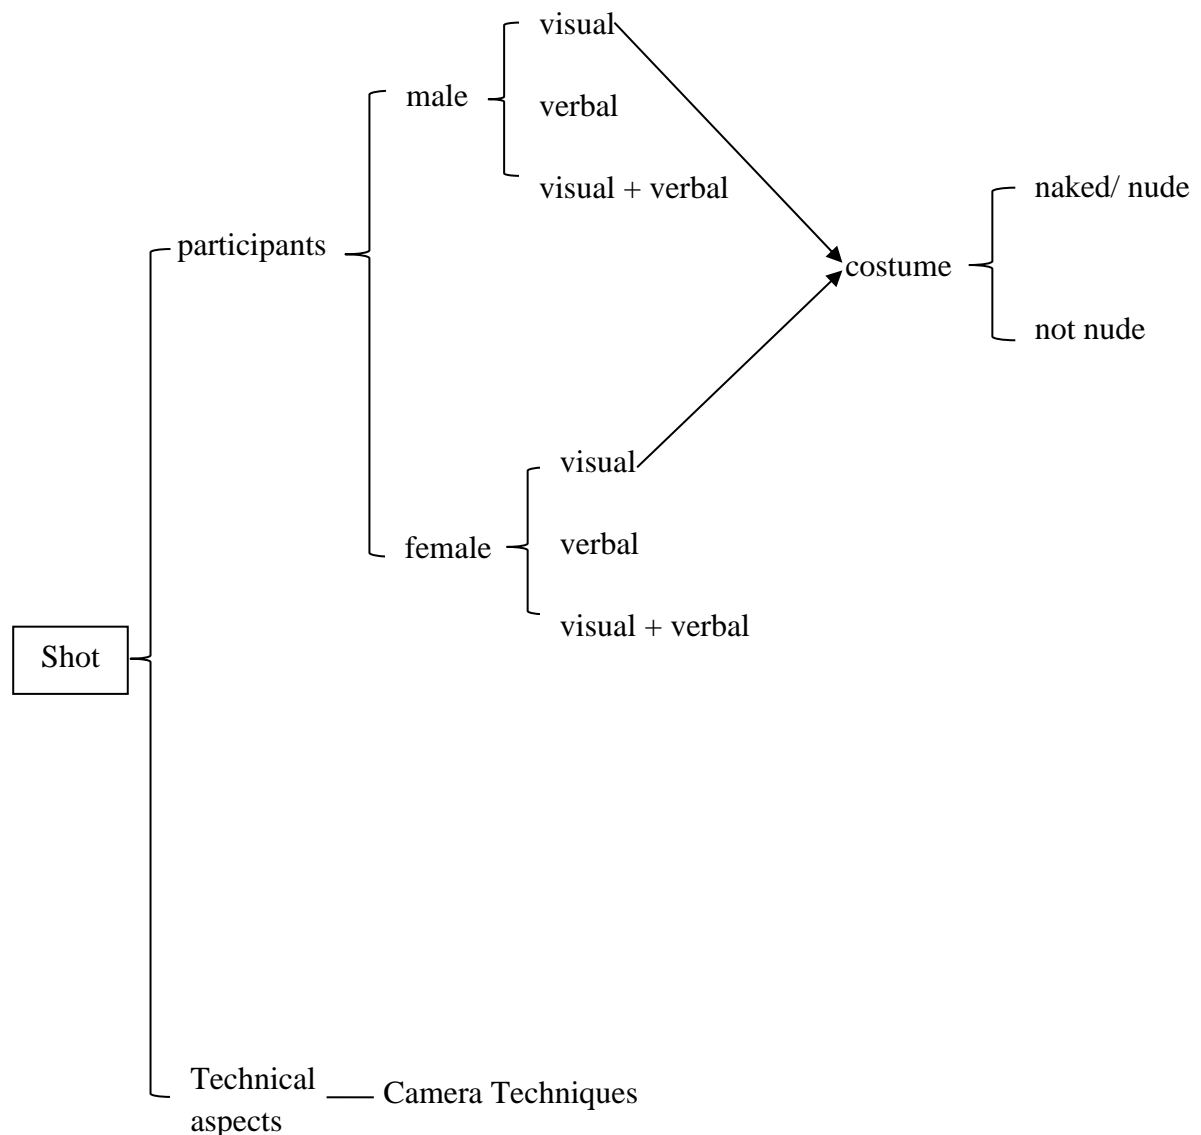 visual
male
verbal
visual + verbal
naked/ nude
participants
costume
not nude
visual
female
verbal
visual + verbal
Shot
Technical
aspects
Camera Techniques